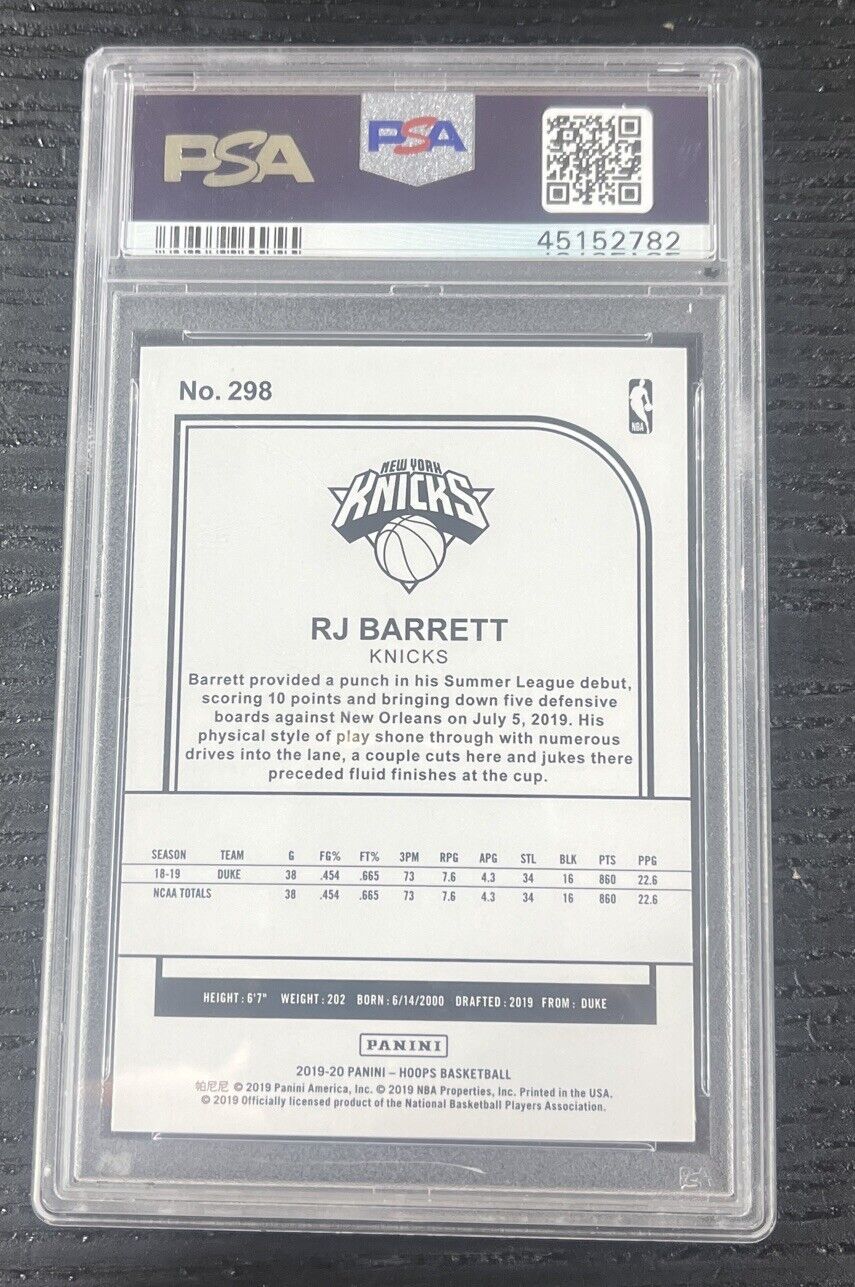 PSA
PSA
45152782
No. 298
NBA
NEW YORK
KNICKS
RJ BARRETT
KNICKS
Barrett provided a punch in his Summer League debut,
scoring 10 points and bringing down five defensive
boards against New Orleans on July 5, 2019. His
physical style of play shone through with numerous
drives into the lane, a couple cuts here and jukes there
preceded fluid finishes at the cup.
SEASON TEAM G FG% FT% 3PM RPG APG STL BLK PTS PPG
18-19 DUKE 38 .454 .665 73 7.6 4.3 34 16 860 22.6
NCAA TOTALS 38 .454 .665 73 7.6 4.3 34 16 860 22.6
HEIGHT: 6'7" WEIGHT: 202 BORN: 6/14/2000 DRAFTED: 2019 FROM: DUKE
PANINI
2019-20 PANINI – HOOPS BASKETBALL
帕尼尼 © 2019 Panini America, Inc. © 2019 NBA Properties, Inc. Printed in the USA.
© 2019 Officially licensed product of the National Basketball Players Association.
PSA